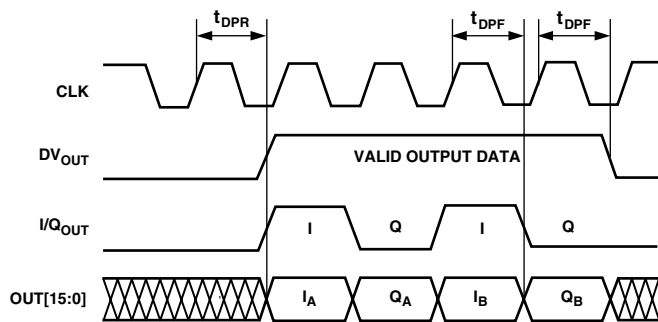 tDPR tDPF tDPF
CLK
DVOUT VALID OUTPUT DATA
I/QOUT I Q I Q
OUT[15:0] IA QA IB QB